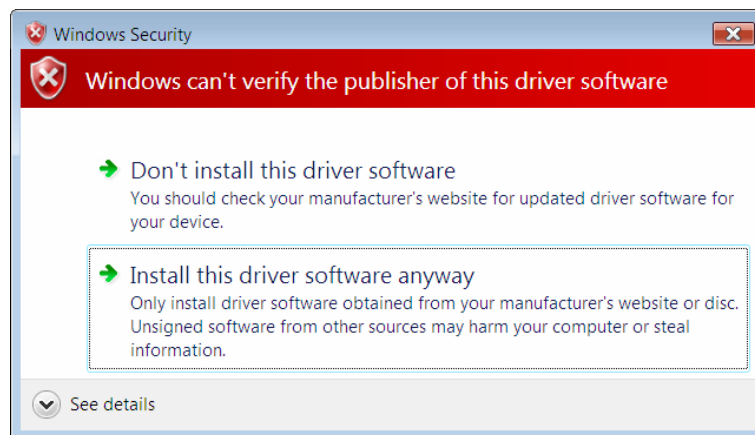 Windows Security
Windows can't verify the publisher of this driver software
Don't install this driver software
You should check your manufacturer's website for updated driver software for
your device.
Install this driver software anyway
Only install driver software obtained from your manufacturer's website or disc.
Unsigned software from other sources may harm your computer or steal
information.
See details